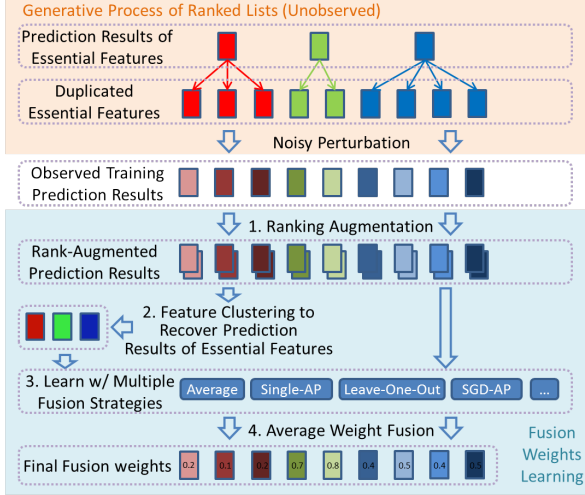 Generative Process of Ranked Lists (Unobserved)
Prediction Results of
Essential Features
Duplicated
Essential Features
Noisy Perturbation
Observed Training
Prediction Results
1. Ranking Augmentation
Rank-Augmented
Prediction Results
2. Feature Clustering to
Recover Prediction
Results of Essential Features
3. Learn w/ Multiple
Fusion Strategies
Average Single-AP Leave-One-Out SGD-AP ...
4. Average Weight Fusion
Final Fusion weights
0.2 0.1 0.2 0.7 0.8 0.4 0.5 0.4 0.5
Fusion
Weights
Learning